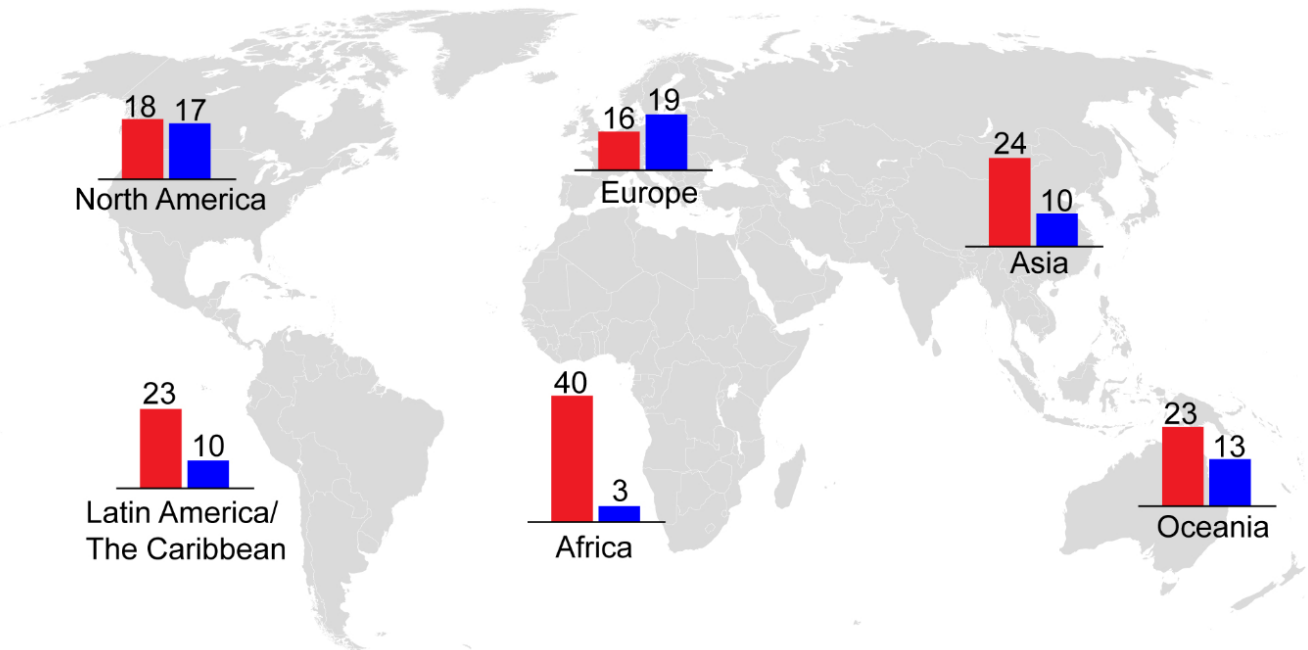 18 17
North America
16 19
Europe
24
10
Asia
23
10
Latin America/
The Caribbean
40
3
Africa
23
13
Oceania